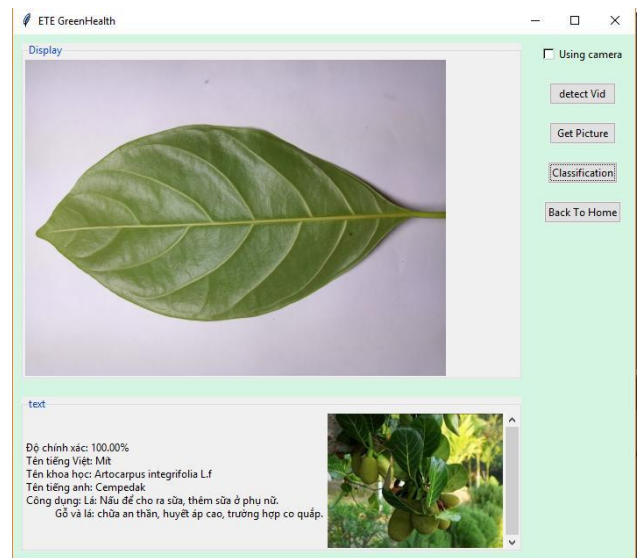 ETE GreenHealth
Display
Using camera
detect Vid
Get Picture
Classification
Back To Home
text
Độ chính xác: 100.00%
Tên tiếng Việt: Mít
Tên khoa học: Artocarpus integrifolia L.f
Tên tiếng anh: Cempedak
Công dụng: Lá: Nấu để cho ra sữa, thêm sữa ở phụ nữ.
Gỗ và lá: chữa an thần, huyết áp cao, trường hợp co quắp.